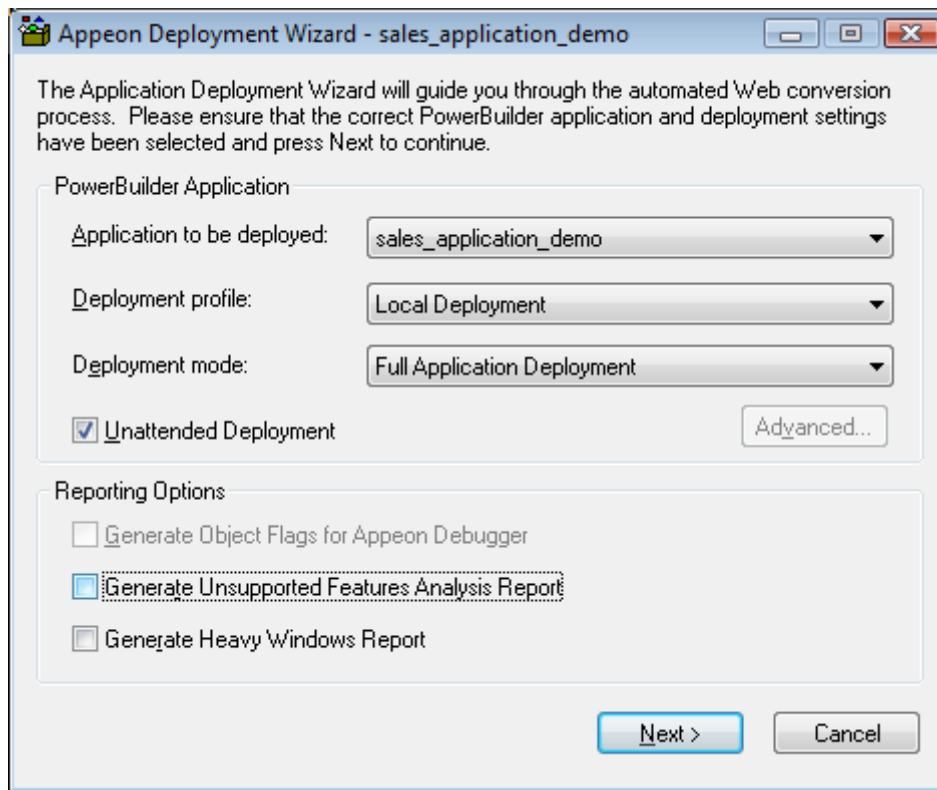 Appeon Deployment Wizard - sales_application_demo
The Application Deployment Wizard will guide you through the automated Web conversion
process. Please ensure that the correct PowerBuilder application and deployment settings
have been selected and press Next to continue.
PowerBuilder Application
Application to be deployed:
sales_application_demo
Deployment profile:
Local Deployment
Deployment mode:
Full Application Deployment
Unattended Deployment
Advanced...
Reporting Options
Generate Object Flags for Appeon Debugger
Generate Unsupported Features Analysis Report
Generate Heavy Windows Report
Next >
Cancel